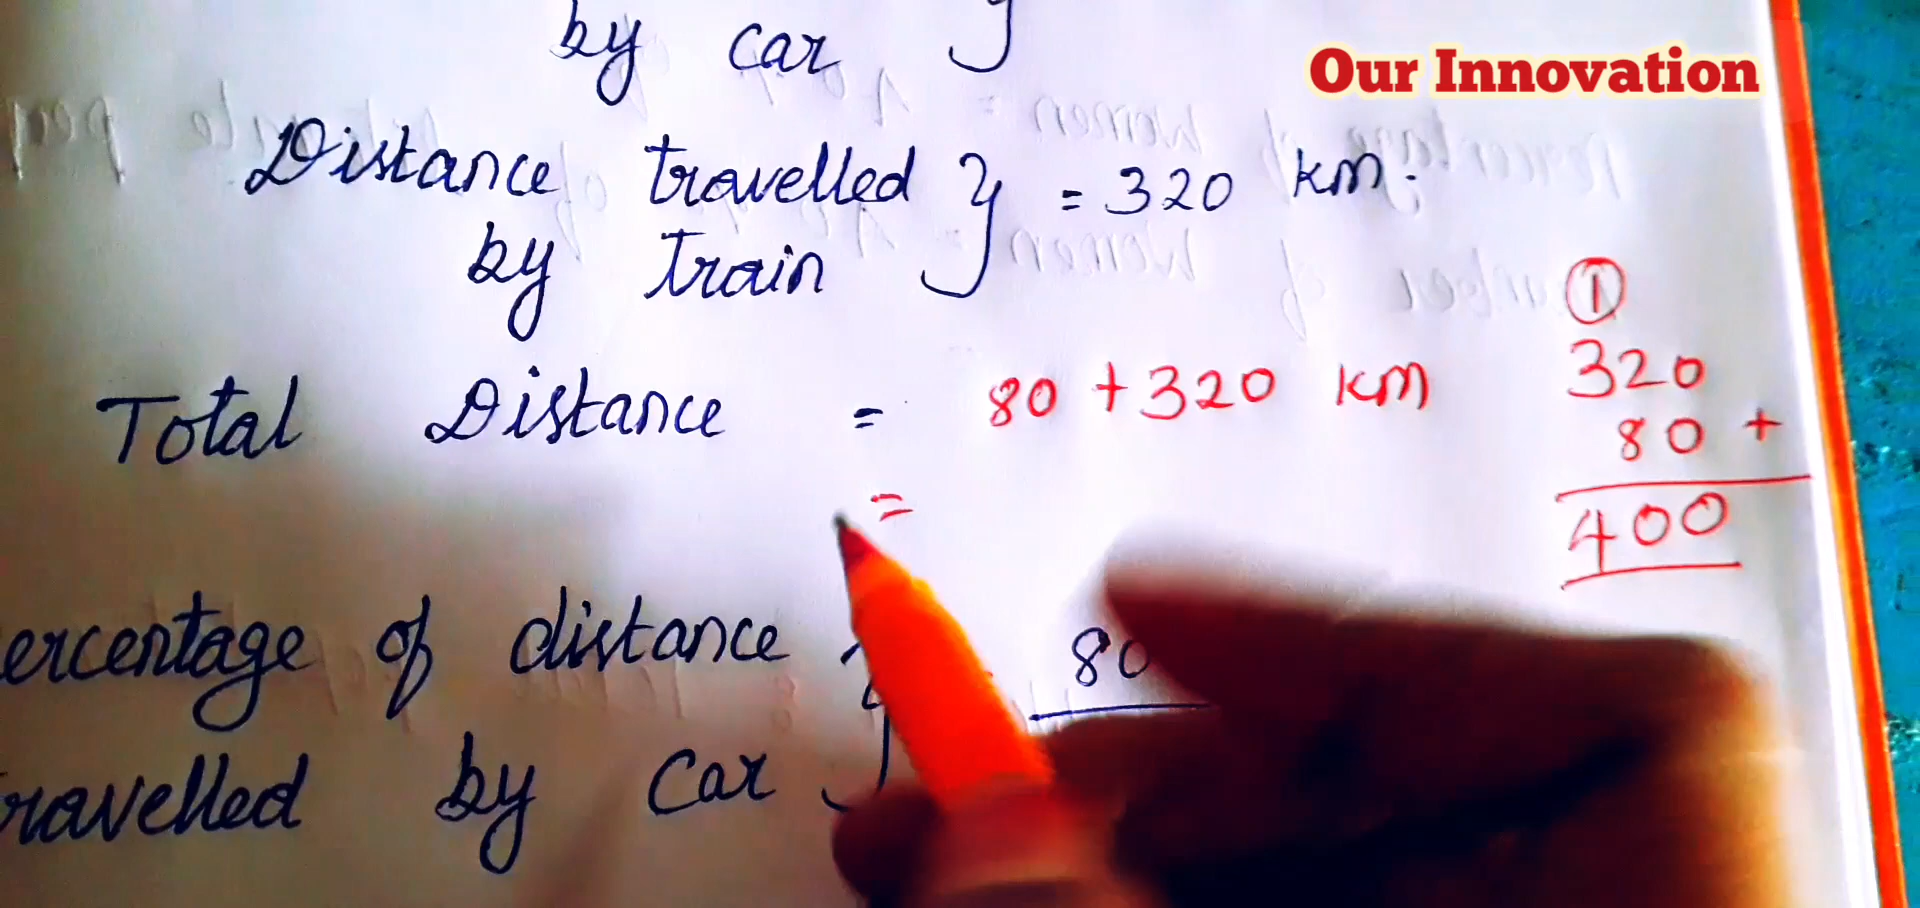 by car }
Our Innovation
Distance travelled } = 320 km.
by train
Total Distance = 80 + 320 km
=
1
320
80 +
400
ercentage of distance } 80
ravelled by car